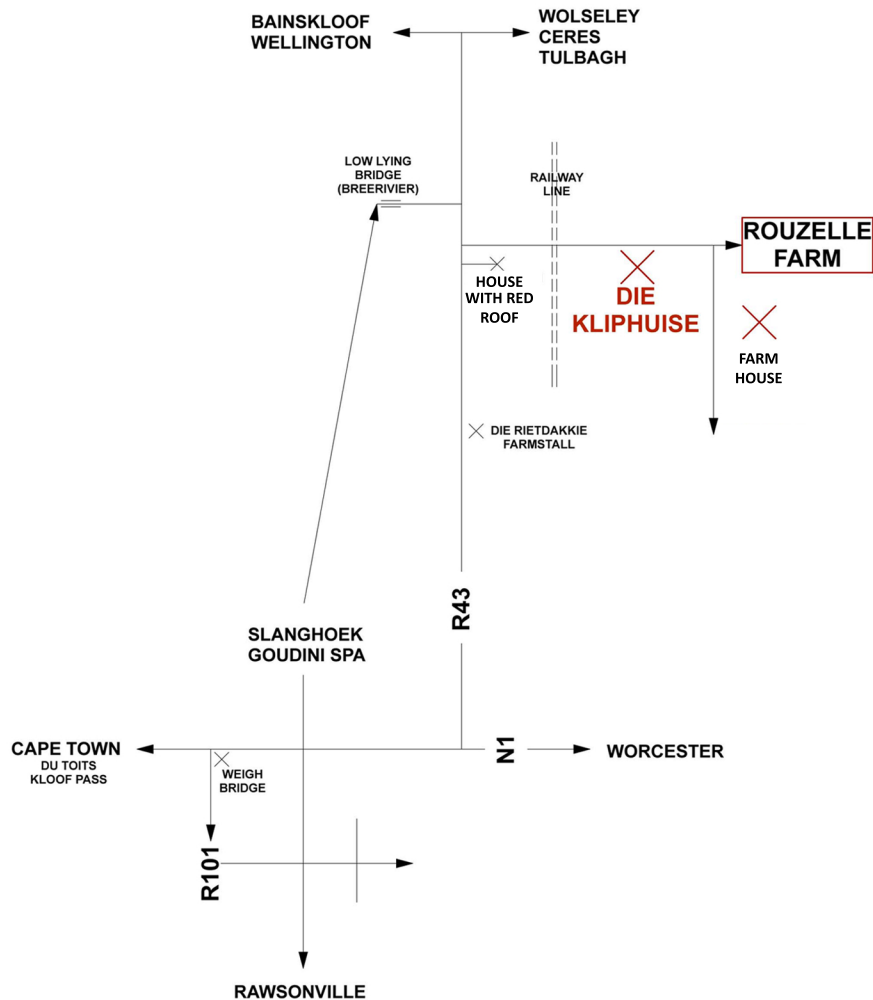 BAINSKLOOF
WELLINGTON
WOLSELEY
CERES
TULBAGH
LOW LYING
BRIDGE
(BREERIVIER)
RAILWAY
LINE
ROUZELLE
FARM
HOUSE
WITH RED
ROOF
DIE
KLIPHUISE
FARM
HOUSE
DIE RIETDAKKIE
FARMSTALL
R43
SLANGHOEK
GOUDINI SPA
CAPE TOWN
DU TOITS
KLOOF PASS
N1
WORCESTER
WEIGH
BRIDGE
R101
RAWSONVILLE